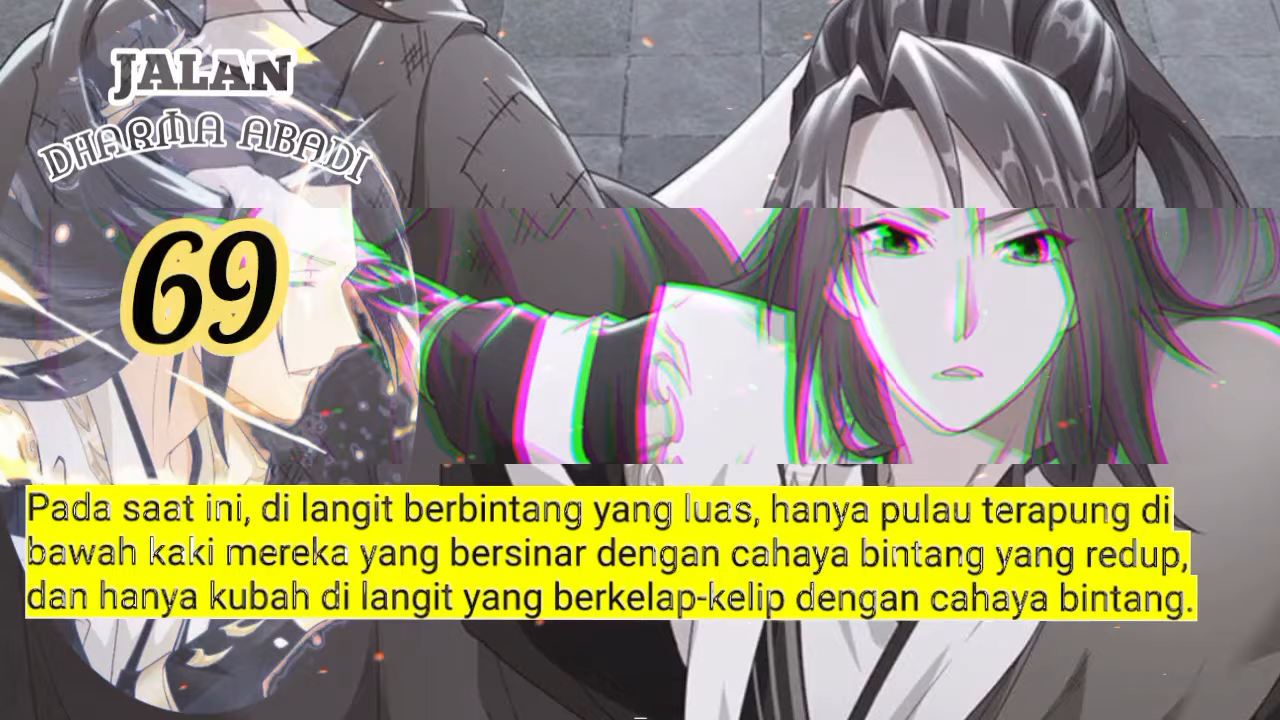 JALAN
DHARMA ABADI
69
Pada saat ini, di langit berbintang yang luas, hanya pulau terapung di
bawah kaki mereka yang bersinar dengan cahaya bintang yang redup,
dan hanya kubah di langit yang berkelap-kelip dengan cahaya bintang.